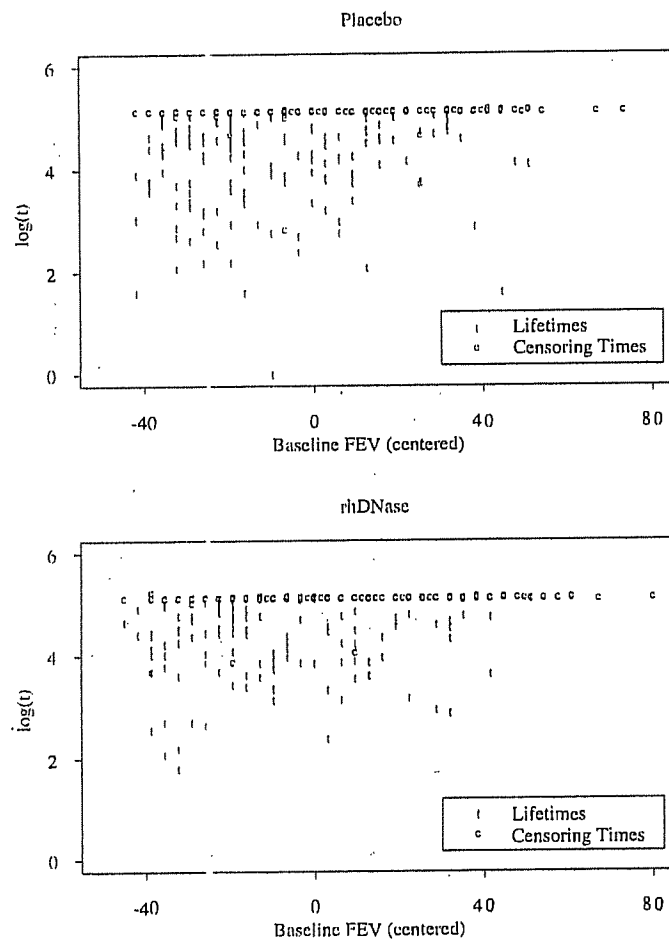 Placebo
6
4
2
0
log(t)
t Lifetimes
c Censoring Times
-40 0 40 80
Baseline FEV (centered)
rhDNase
6
4
2
0
log(t)
t Lifetimes
c Censoring Times
-40 0 40 80
Baseline FEV (centered)